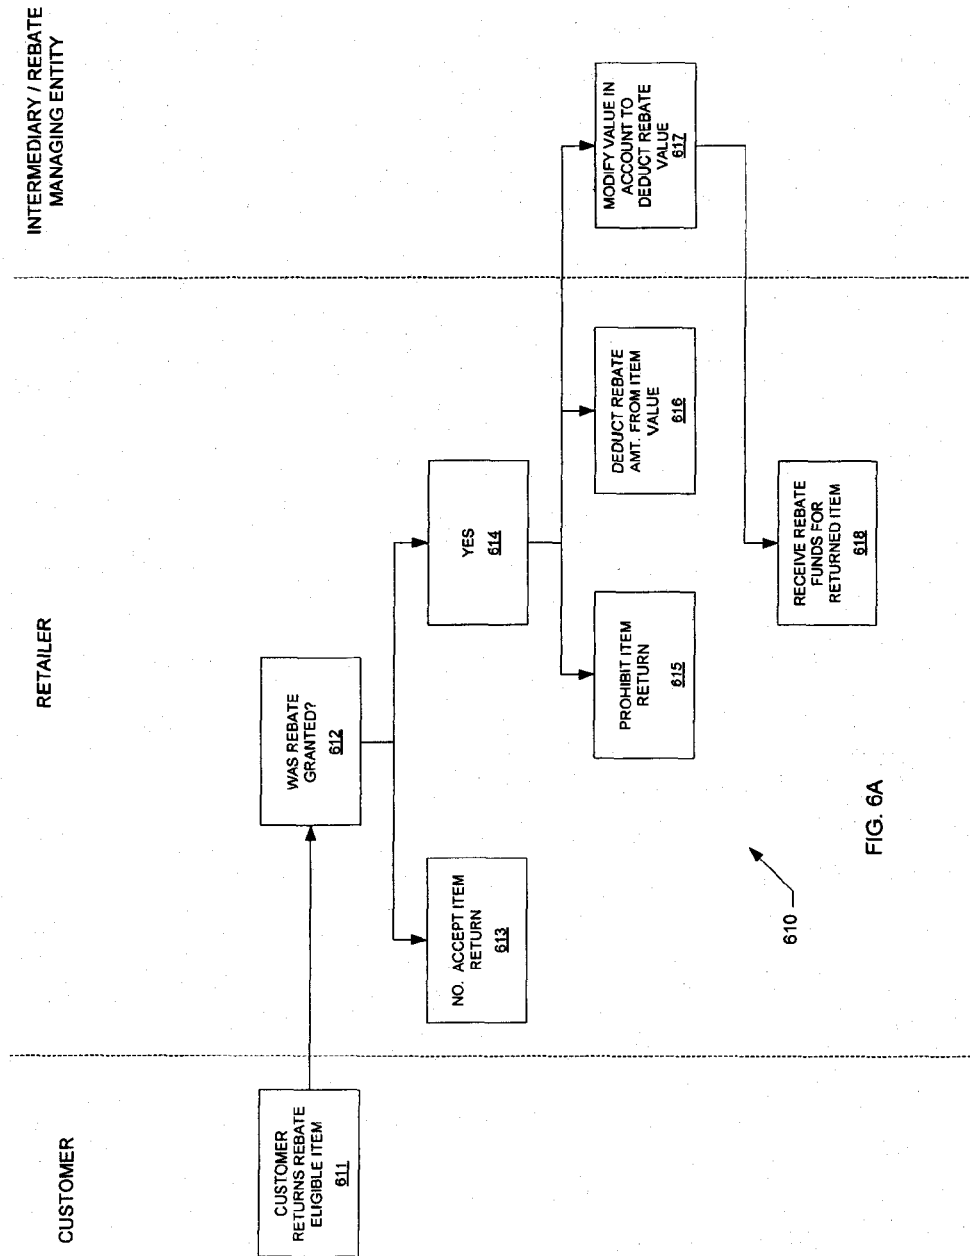 CUSTOMER
RETAILER
INTERMEDIARY / REBATE
MANAGING ENTITY
CUSTOMER
RETURNS REBATE
ELIGIBLE ITEM
611
WAS REBATE
GRANTED?
612
NO. ACCEPT ITEM
RETURN
613
YES
614
PROHIBIT ITEM
RETURN
615
DEDUCT REBATE
AMT. FROM ITEM
VALUE
616
MODIFY VALUE IN
ACCOUNT TO
DEDUCT REBATE
VALUE
617
RECEIVE REBATE
FUNDS FOR
RETURNED ITEM
618
610
FIG. 6A